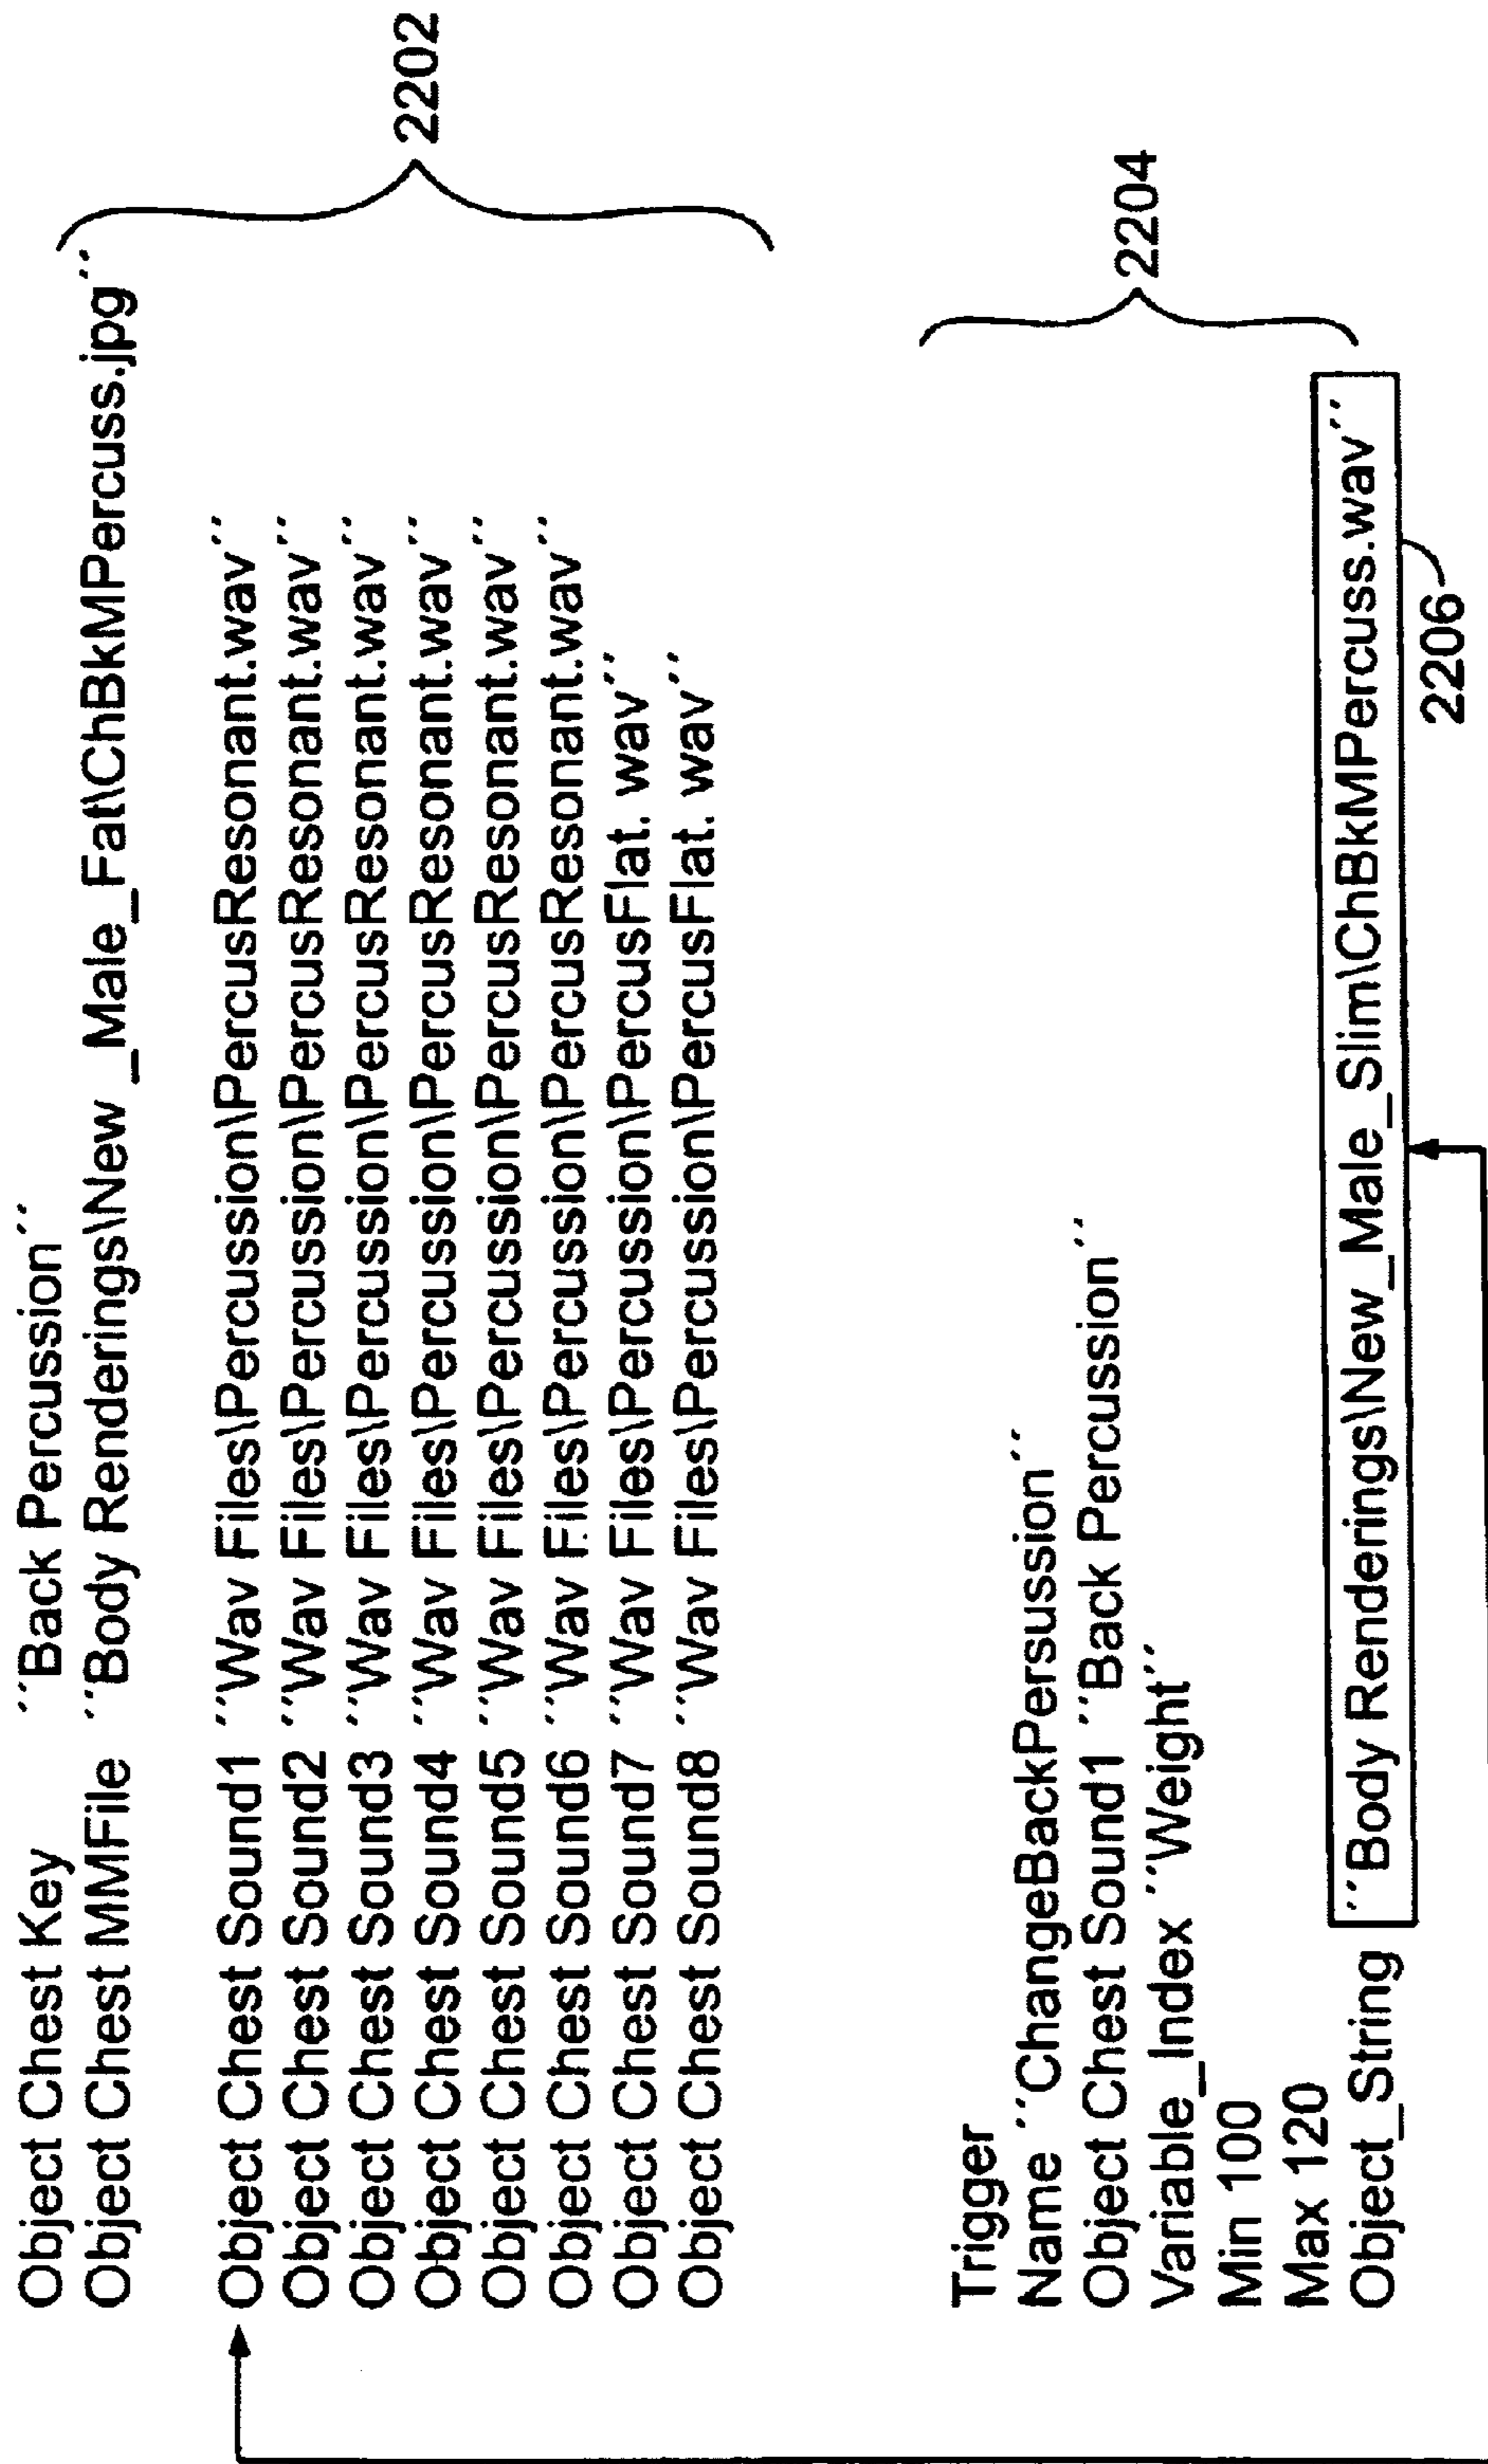 Object Chest Key ´´Back Percussion´´
Object Chest MMFile ´´Body Renderings\New _Male_Fat\ChBkMPercuss.jpg´´
Object Chest Sound1 ´´Wav Files\Percussion\PercusResonant.wav´´
Object Chest Sound2 ´´Wav Files\Percussion\PercusResonant.wav´´
Object Chest Sound3 ´´Wav Files\Percussion\PercusResonant.wav´´
Object Chest Sound4 ´´Wav Files\Percussion\PercusResonant.wav´´
Object Chest Sound5 ´´Wav Files\Percussion\PercusResonant.wav´´
Object Chest Sound6 ´´Wav Files\Percussion\PercusResonant.wav´´
Object Chest Sound7 ´´Wav Files\Percussion\PercusFlat. wav´´
Object Chest Sound8 ´´Wav Files\Percussion\PercusFlat. wav´´
2202
Trigger
Name ´´ChangeBackPersussion´´
Object Chest Sound1 ´´Back Percussion´´
Variable_Index ´´Weight´´
Min 100
Max 120
Object_String ´´Body Renderings\New_Male_Slim\ChBkMPercuss.wav´´
2204
2206